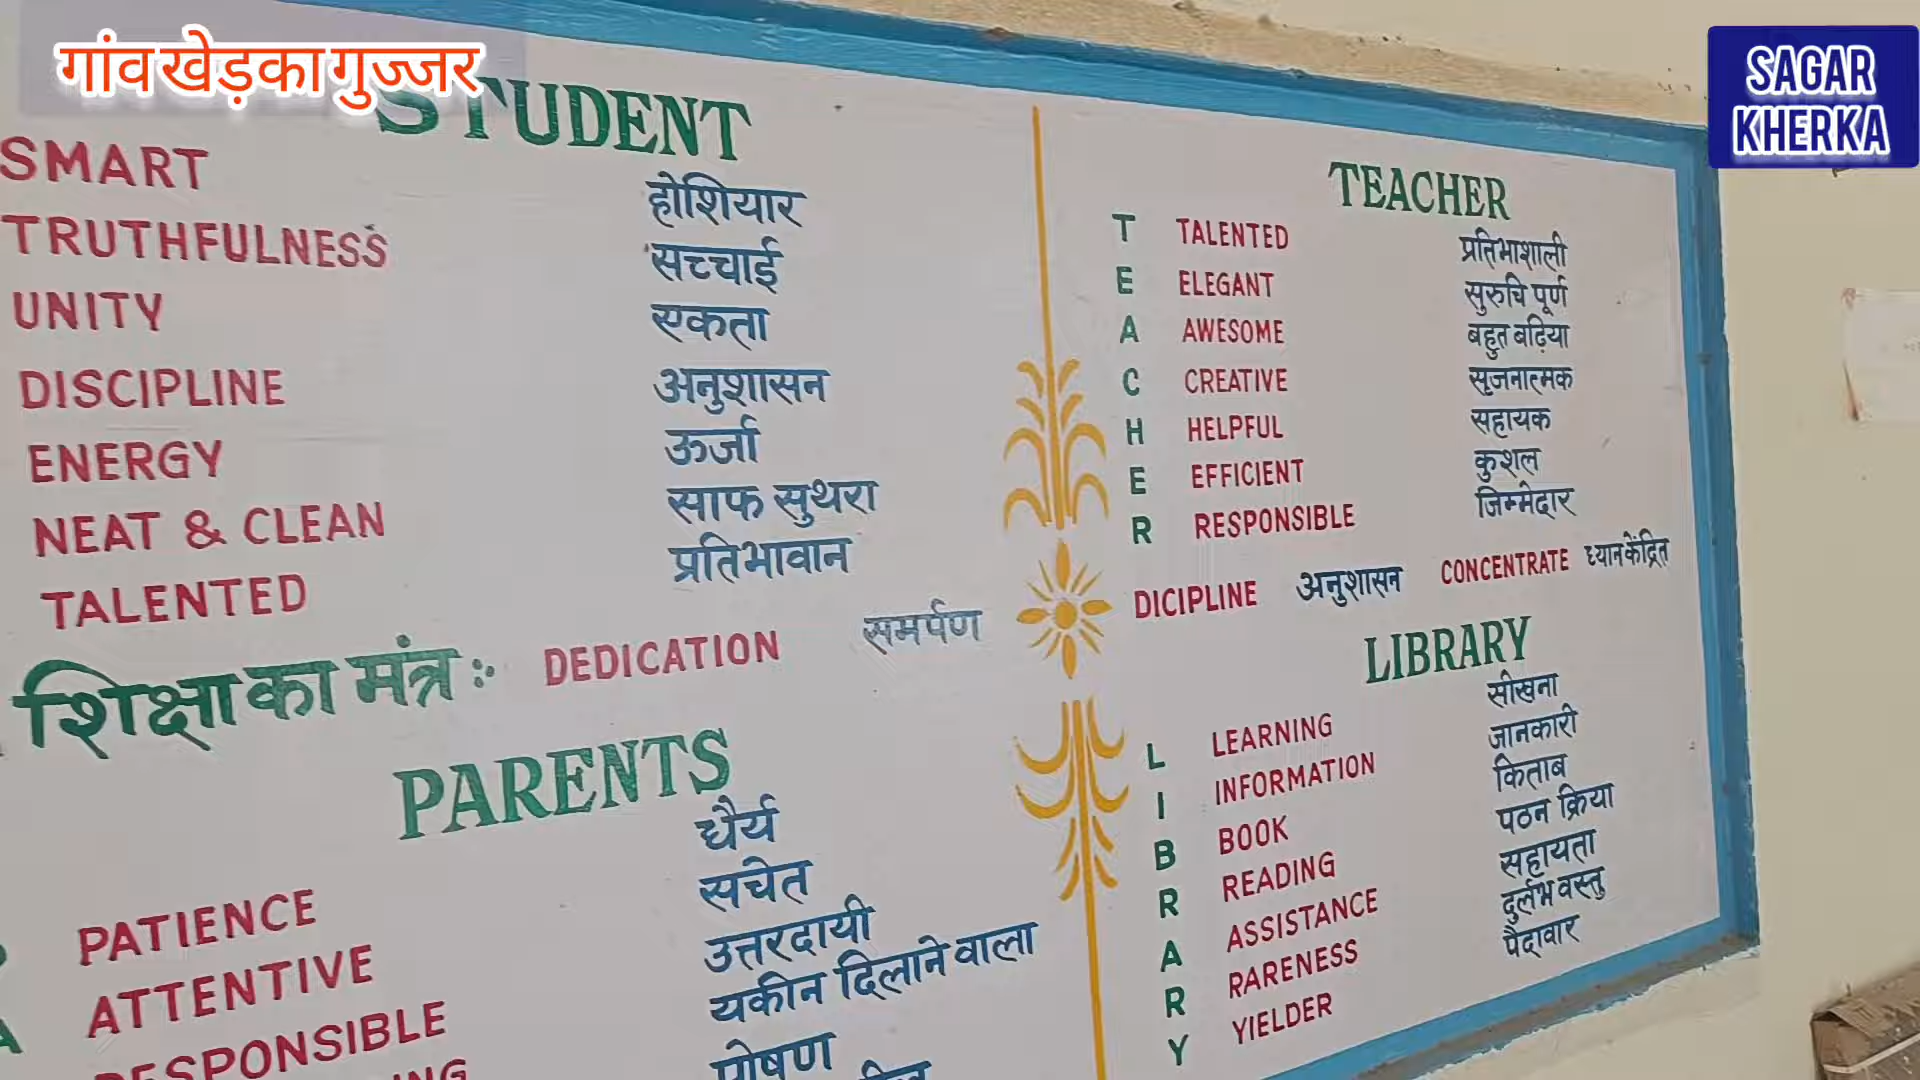 गांव खेड़का गुज्जर
SAGAR
KHERKA
STUDENT
SMART होशियार
TRUTHFULNESS सच्चाई
UNITY एकता
DISCIPLINE अनुशासन
ENERGY ऊर्जा
NEAT & CLEAN साफ सुथरा
TALENTED प्रतिभावान
TEACHER
T TALENTED प्रतिभाशाली
E ELEGANT सुरुचि पूर्ण
A AWESOME बहुत बढ़िया
C CREATIVE सृजनात्मक
H HELPFUL सहायक
E EFFICIENT कुशल
R RESPONSIBLE जिम्मेदार
शिक्षा का मंत्र :- DEDICATION समर्पण DICIPLINE अनुशासन CONCENTRATE ध्यान केंद्रित
PARENTS
PATIENCE धैर्य
A ATTENTIVE सचेत
RESPONSIBLE उत्तरदायी
यकीन दिलाने वाला
पोषण
LIBRARY
L LEARNING सीखना
I INFORMATION जानकारी
B BOOK किताब
R READING पठन क्रिया
A ASSISTANCE सहायता
R RARENESS दुर्लभ वस्तु
Y YIELDER पैदावार